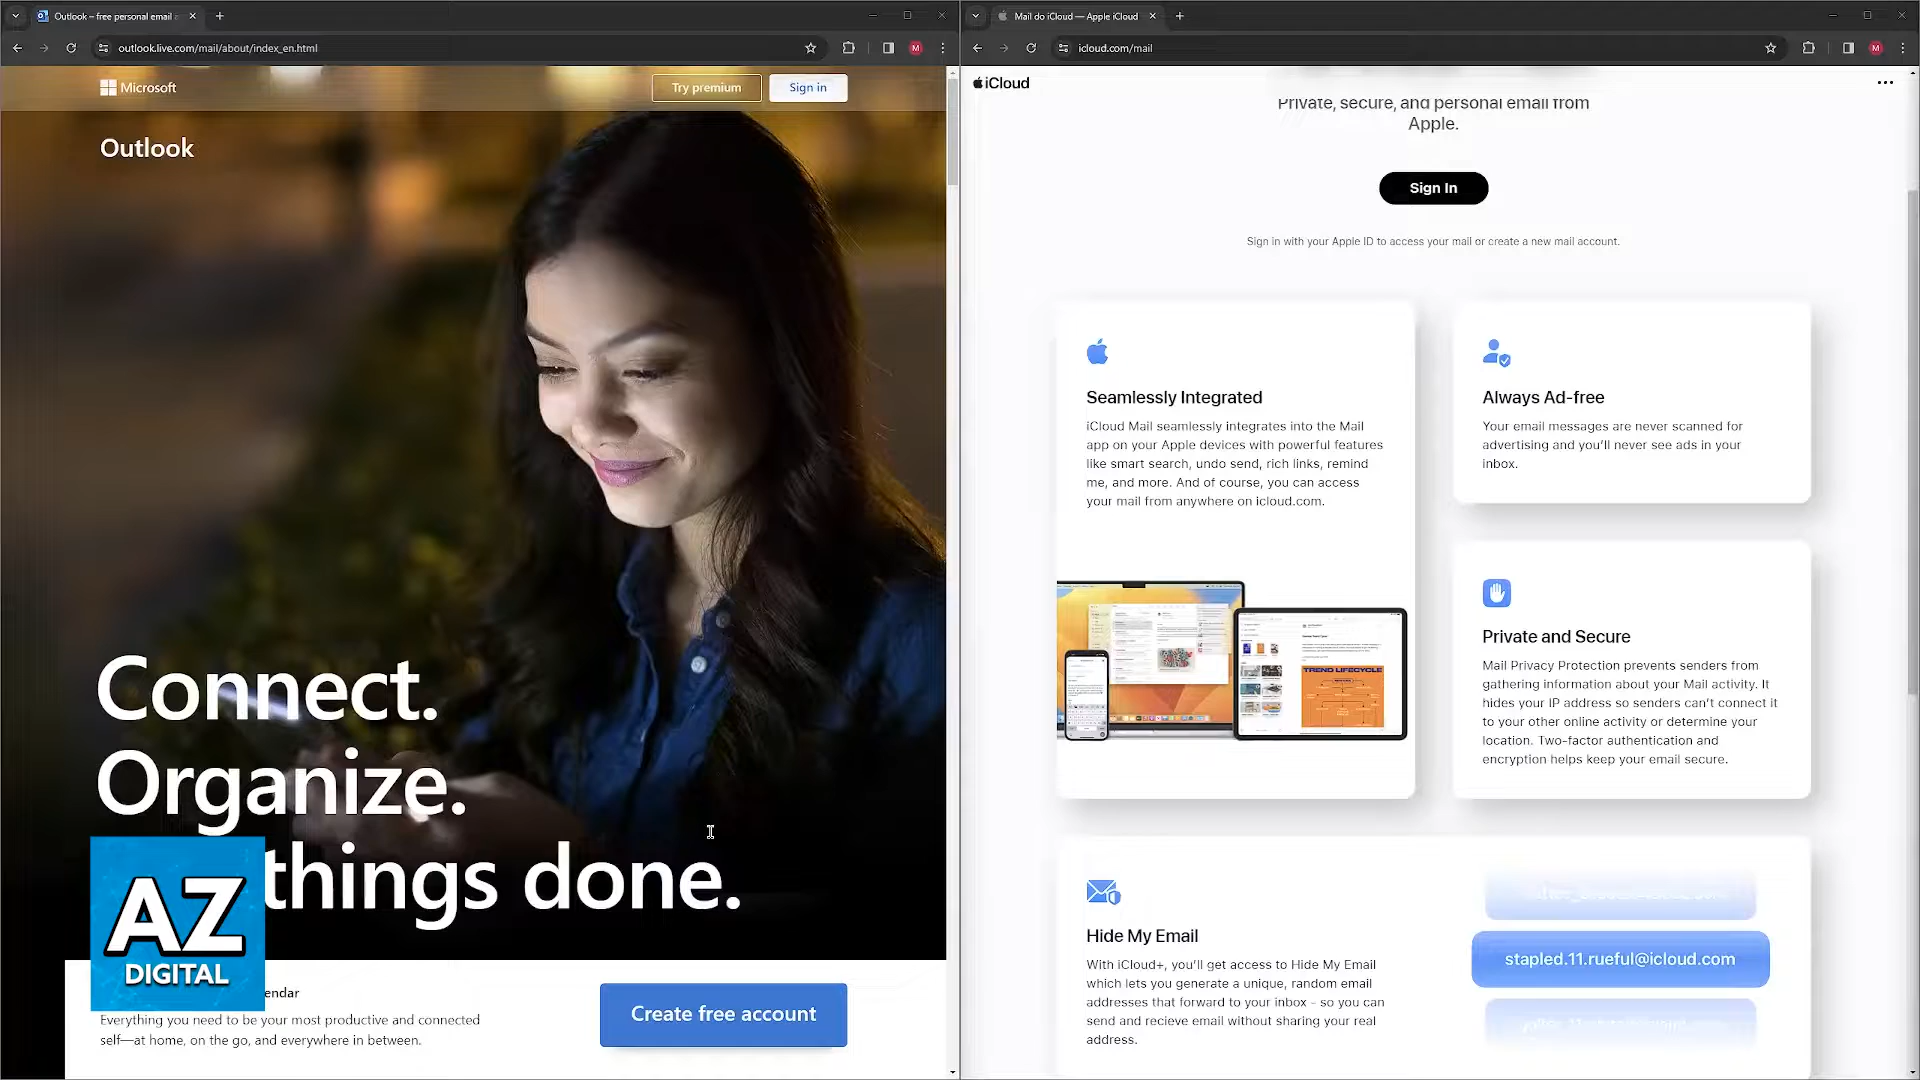 Outlook – free personal email a
outlook.live.com/mail/about/index_en.html
M
Microsoft
Try premium
Sign in
Outlook
Connect.
Organize.
things done.
AZ
DIGITAL
endar
Everything you need to be your most productive and connected
self—at home, on the go, and everywhere in between.
Create free account
Mail do iCloud — Apple iCloud
icloud.com/mail
M
iCloud
Private, secure, and personal email from
Apple.
Sign In
Sign in with your Apple ID to access your mail or create a new mail account.
Seamlessly Integrated
iCloud Mail seamlessly integrates into the Mail
app on your Apple devices with powerful features
like smart search, undo send, rich links, remind
me, and more. And of course, you can access
your mail from anywhere on icloud.com.
TREND LIFECYCLE
Always Ad-free
Your email messages are never scanned for
advertising and you'll never see ads in your
inbox.
Private and Secure
Mail Privacy Protection prevents senders from
gathering information about your Mail activity. It
hides your IP address so senders can't connect it
to your other online activity or determine your
location. Two-factor authentication and
encryption helps keep your email secure.
Hide My Email
With iCloud+, you'll get access to Hide My Email
which lets you generate a unique, random email
addresses that forward to your inbox - so you can
send and recieve email without sharing your real
address.
stapled.11.rueful@icloud.com